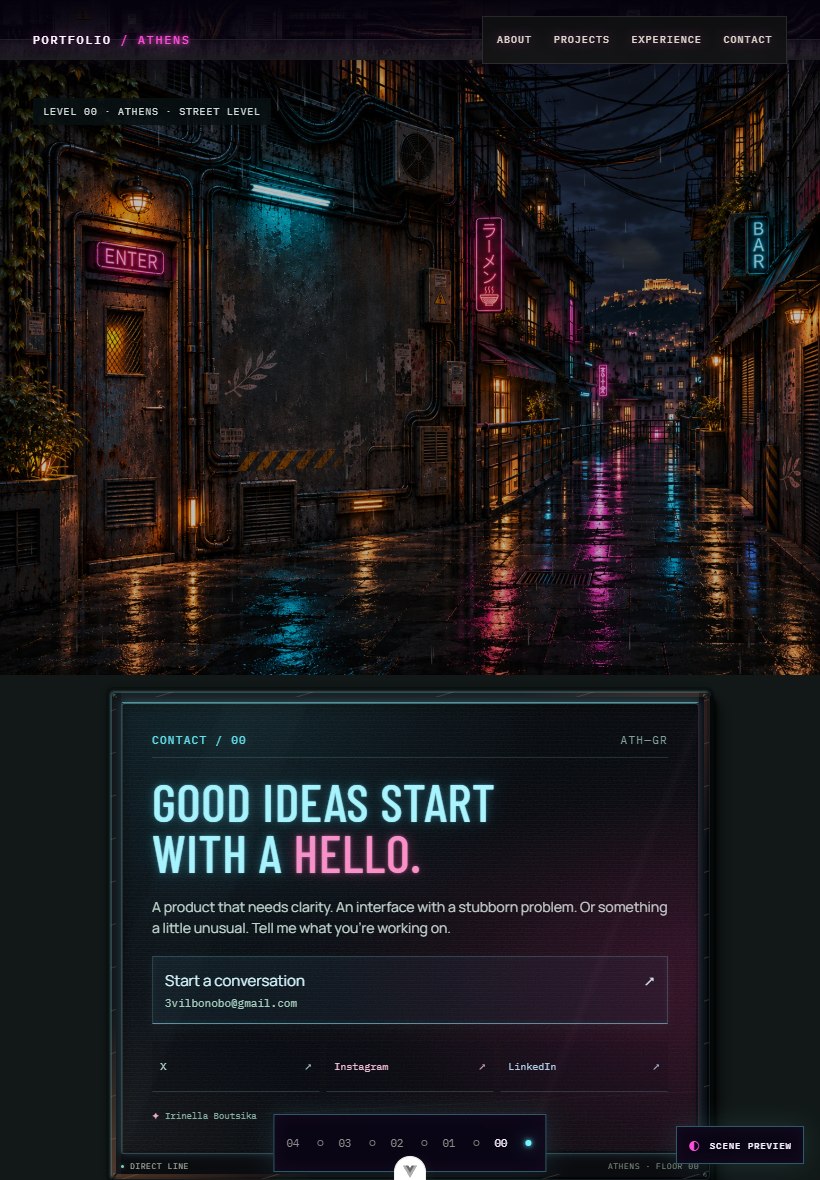 PORTFOLIO / ATHENS
ABOUT PROJECTS EXPERIENCE CONTACT
LEVEL 00 · ATHENS · STREET LEVEL
ENTER
ラーメン
BAR
CONTACT / 00
ATH—GR
GOOD IDEAS START
WITH A HELLO.
A product that needs clarity. An interface with a stubborn problem. Or something
a little unusual. Tell me what you're working on.
Start a conversation ↗
3vilbonobo@gmail.com
X ↗ Instagram ↗ LinkedIn ↗
✦ Irinella Boutsika
04 03 02 01 00
SCENE PREVIEW
DIRECT LINE
ATHENS · FLOOR 00